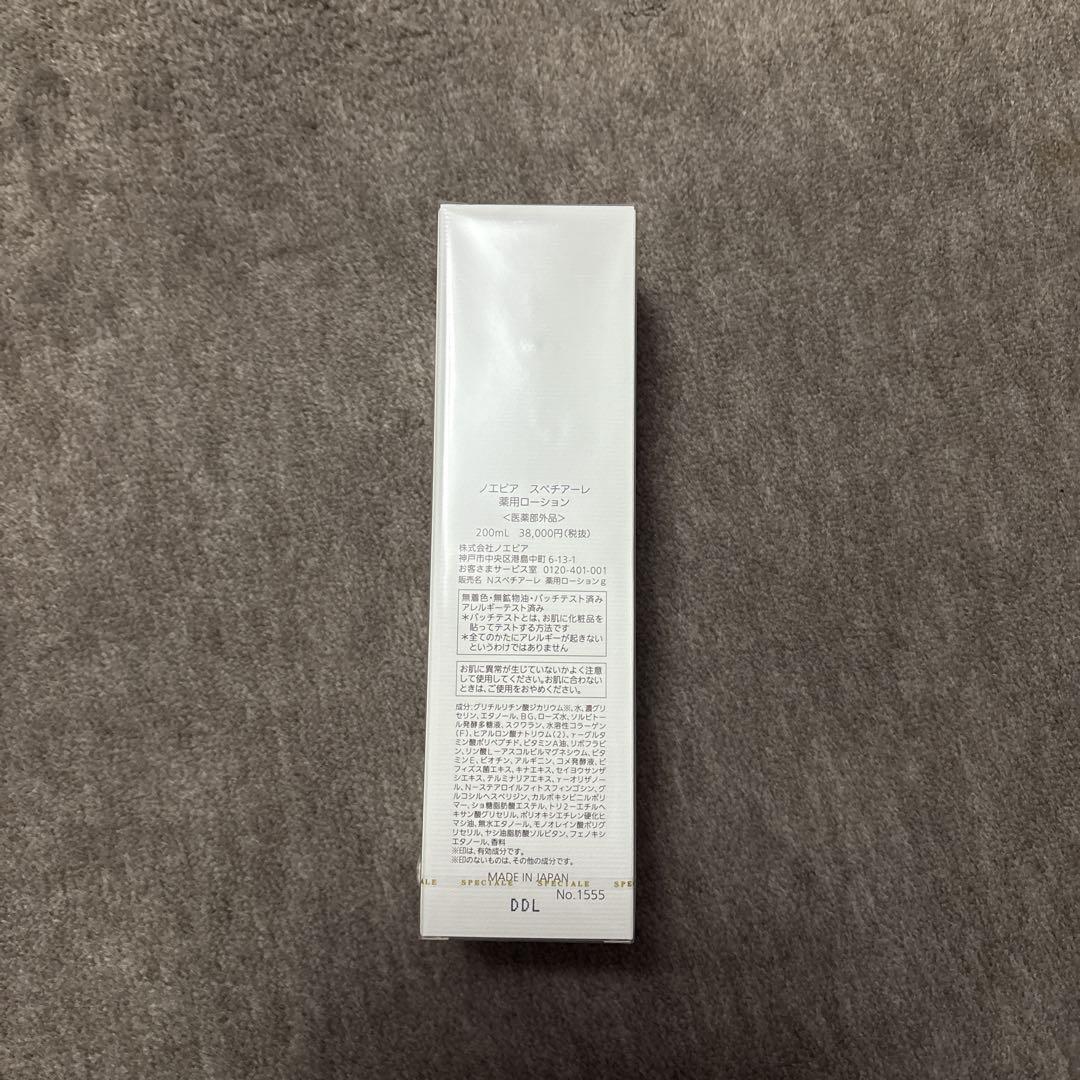 ノエビア　スペチアーレ
薬用ローション
＜医薬部外品＞
200mL　38,000円(税抜)
株式会社ノエビア
神戸市中央区港島中町 6-13-1
お客さまサービス室 0120-401-001
販売名 Nスペチアーレ 薬用ローションg
無着色・無鉱物油・パッチテスト済み
アレルギーテスト済み
＊パッチテストとは、お肌に化粧品を
貼ってテストする方法です
＊全てのかたにアレルギーが起きない
というわけではありません
お肌に異常が生じていないかよく注意
して使用してください。お肌に合わない
ときは、ご使用をおやめください。
成分:グリチルリチン酸ジカリウム※、水、濃グリ
セリン、エタノール、BG、ローズ水、ソルビトー
ル発酵多糖液、スクワラン、水溶性コラーゲン
(F)、ヒアルロン酸ナトリウム(2)、γーグルタ
ミン酸ポリペプチド、ビタミンA油、リボフラビ
ン、リン酸Lーアスコルビルマグネシウム、ビタ
ミンE、ビオチン、アルギニン、コメ発酵液、ビ
フィズス菌エキス、キナエキス、セイヨウサンザ
シエキス、テルミナリアエキス、γーオリザノー
ル、Nーステアロイルフィトスフィンゴシン、グル
コシルヘスペリジン、カルボキシビニルポリ
マー、ショ糖脂肪酸エステル、トリ2ーエチルヘ
キサン酸グリセリル、ポリオキシエチレン硬化ヒ
マシ油、無水エタノール、モノオレイン酸ポリグ
リセリル、ヤシ油脂肪酸ソルビタン、フェノキシ
エタノール、香料
※印は、有効成分です。
※印のないものは、その他の成分です。
MADE IN JAPAN
ALE SPECIALE SPECIALE SPE
No.1555
DDL